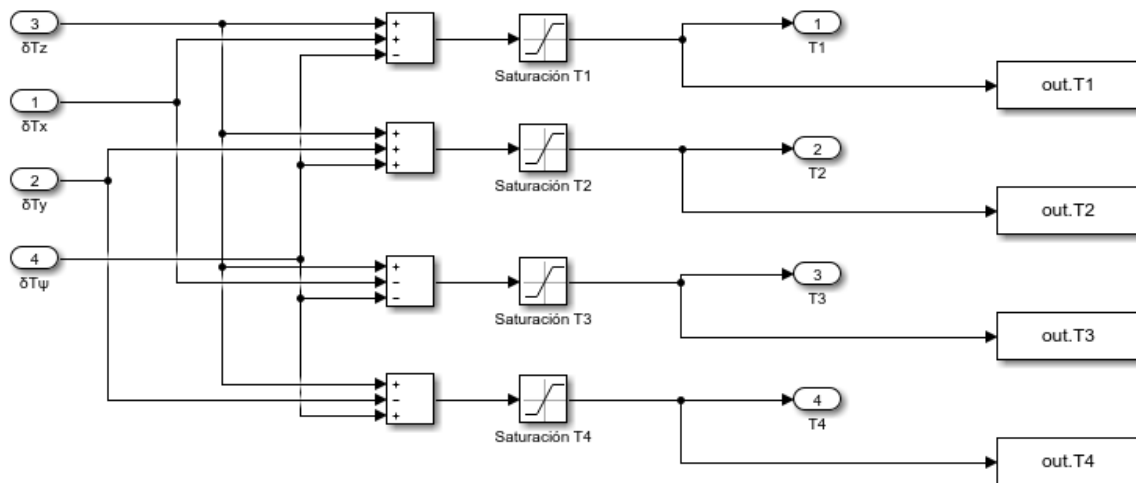 3
δTz
1
δTx
2
δTy
4
δTψ
+
+
−
Saturación T1
1
T1
out.T1
+
+
+
Saturación T2
2
T2
out.T2
+
−
−
Saturación T3
3
T3
out.T3
+
−
+
Saturación T4
4
T4
out.T4